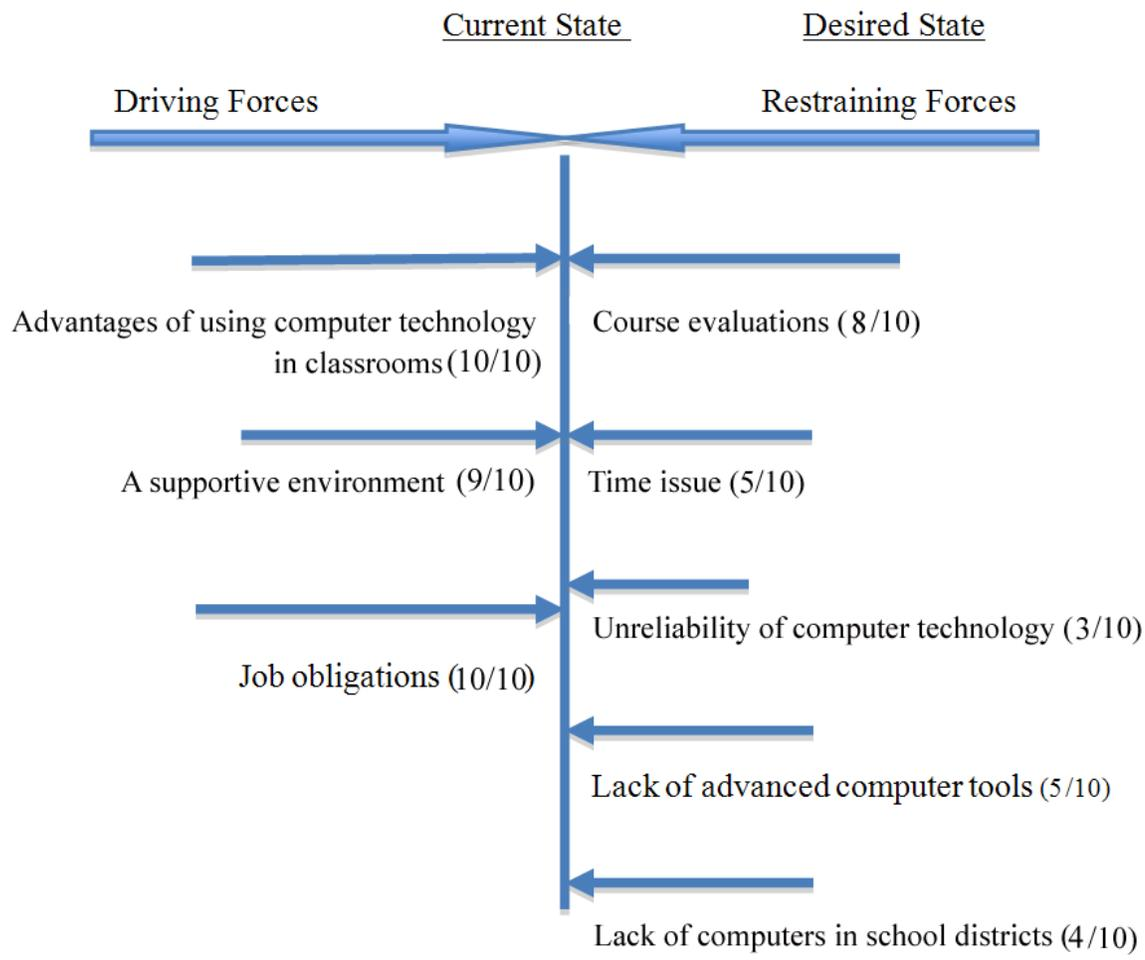 Current State
Desired State
Driving Forces
Restraining Forces
Advantages of using computer technology
in classrooms (10/10)
Course evaluations (8/10)
A supportive environment (9/10)
Time issue (5/10)
Unreliability of computer technology (3/10)
Job obligations (10/10)
Lack of advanced computer tools (5/10)
Lack of computers in school districts (4/10)